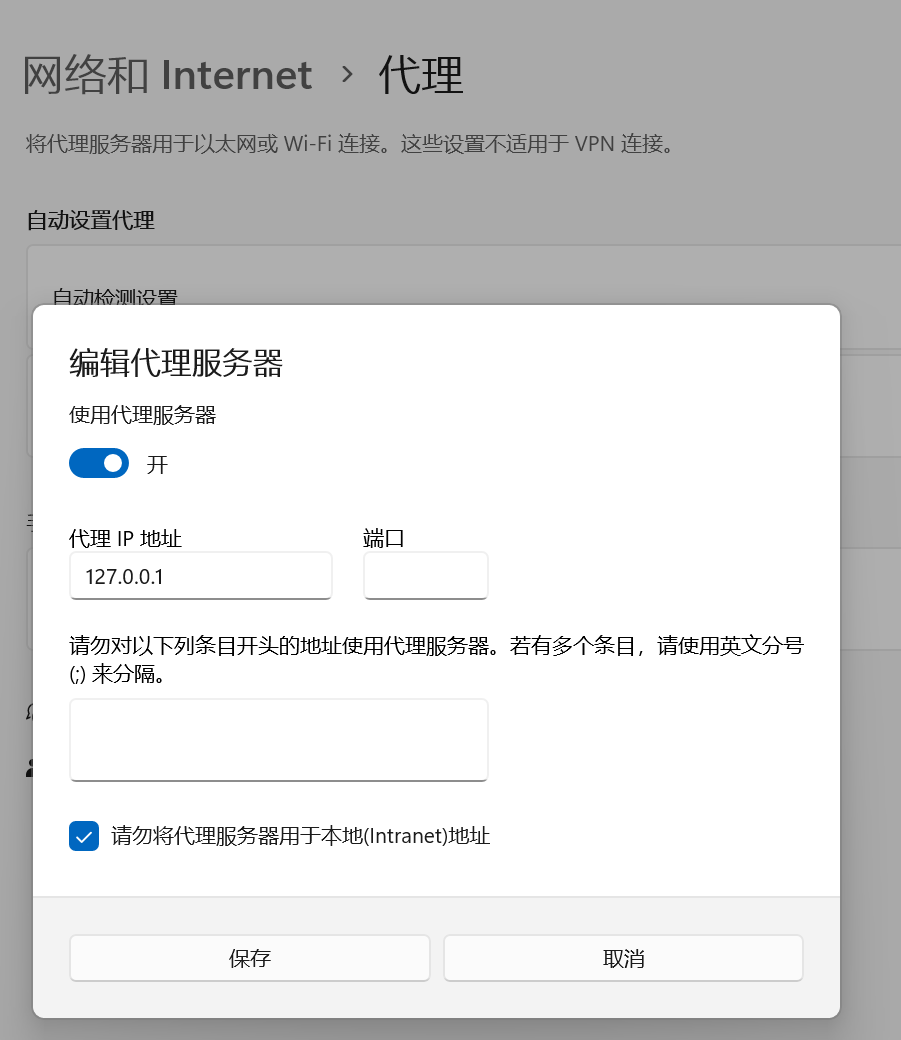 网络和 Internet › 代理
将代理服务器用于以太网或 Wi-Fi 连接。这些设置不适用于 VPN 连接。
自动设置代理
自动检测设置
编辑代理服务器
使用代理服务器
开
代理 IP 地址 端口
127.0.0.1
请勿对以下列条目开头的地址使用代理服务器。若有多个条目，请使用英文分号
(;) 来分隔。
请勿将代理服务器用于本地(Intranet)地址
保存 取消